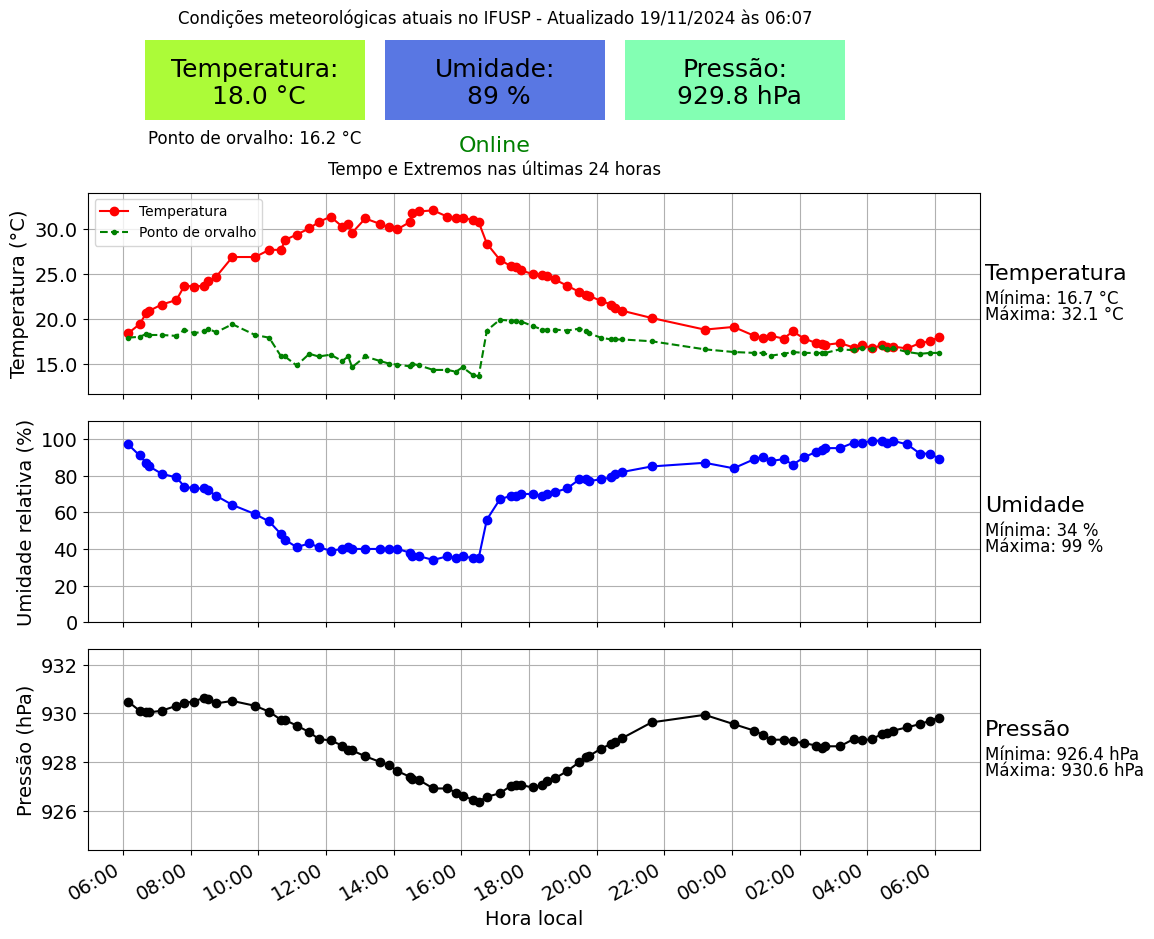 Condições meteorológicas atuais no IFUSP - Atualizado 19/11/2024 às 06:07
Temperatura:
18.0 °C
Umidade:
89 %
Pressão:
929.8 hPa
Ponto de orvalho: 16.2 °C
Online
Tempo e Extremos nas últimas 24 horas
Temperatura (°C)
30.0
25.0
20.0
15.0
Temperatura
Ponto de orvalho
Temperatura
Mínima: 16.7 °C
Máxima: 32.1 °C
Umidade relativa (%)
100
80
60
40
20
0
Umidade
Mínima: 34 %
Máxima: 99 %
Pressão (hPa)
932
930
928
926
Pressão
Mínima: 926.4 hPa
Máxima: 930.6 hPa
06:00
08:00
10:00
12:00
14:00
16:00
18:00
20:00
22:00
00:00
02:00
04:00
06:00
Hora local